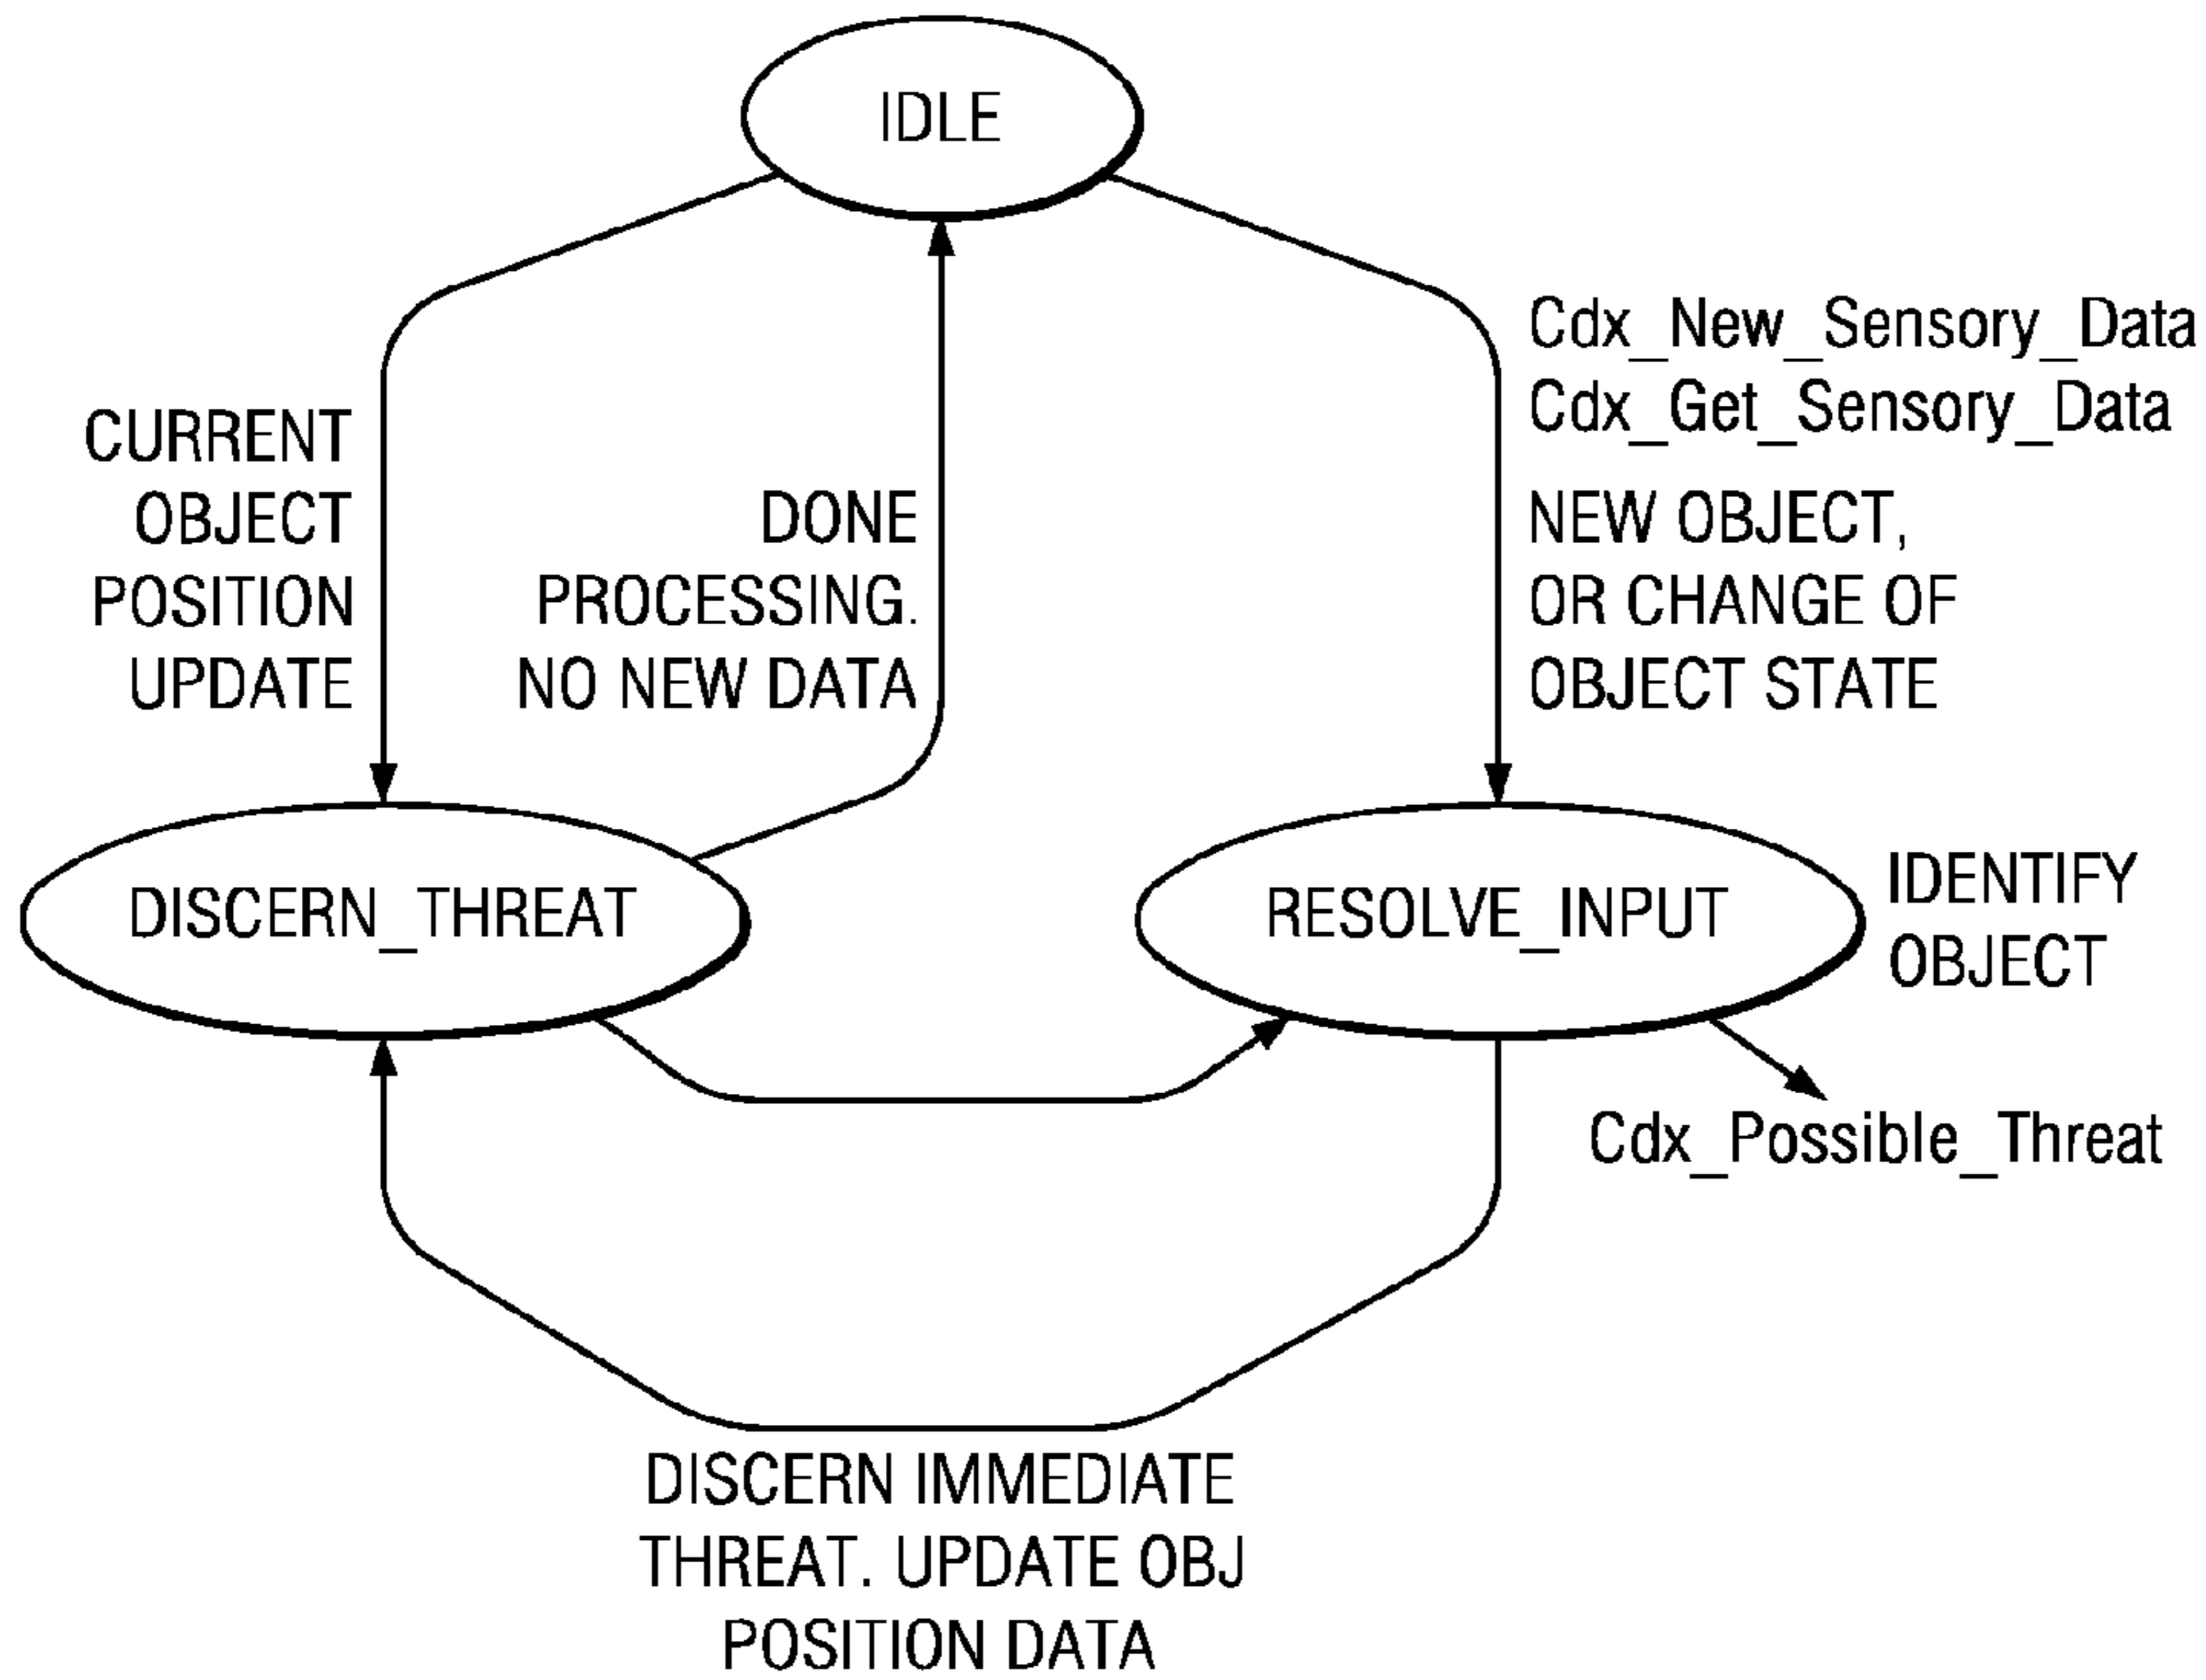 IDLE
Cdx_New_Sensory_Data
Cdx_Get_Sensory_Data
NEW OBJECT,
OR CHANGE OF
OBJECT STATE
CURRENT
OBJECT
POSITION
UPDATE
DONE
PROCESSING.
NO NEW DATA
DISCERN_THREAT
RESOLVE_INPUT
IDENTIFY
OBJECT
Cdx_Possible_Threat
DISCERN IMMEDIATE
THREAT. UPDATE OBJ
POSITION DATA